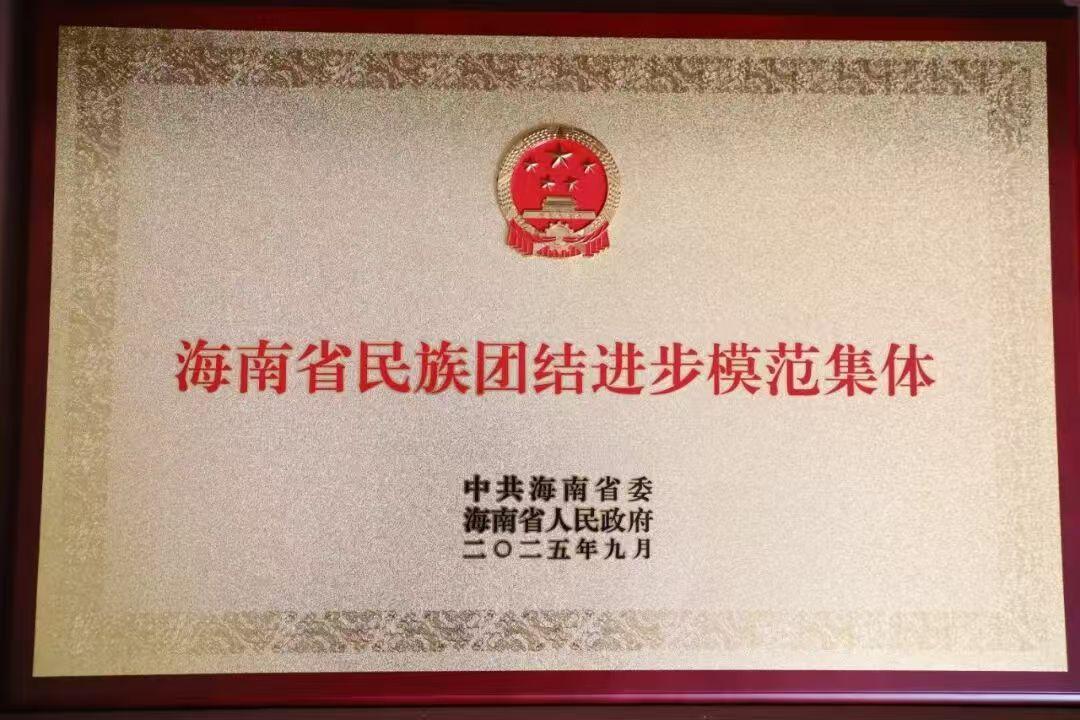 海南省民族团结进步模范集体
中共海南省委
海南省人民政府
二〇二五年九月